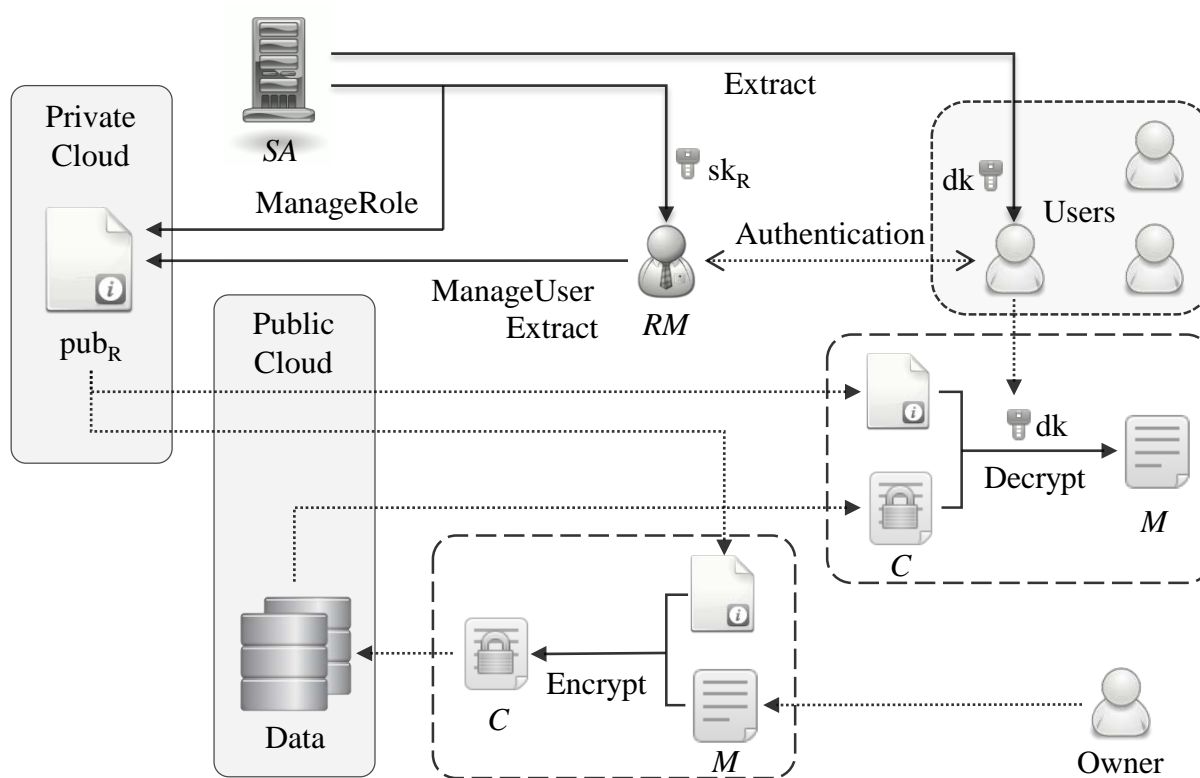 Extract
Private
Cloud
SA
sk_R
dk
Users
ManageRole
Authentication
ManageUser
Extract
RM
pub_R
Public
Cloud
dk
Decrypt
M
C
Encrypt
C
M
Data
Owner